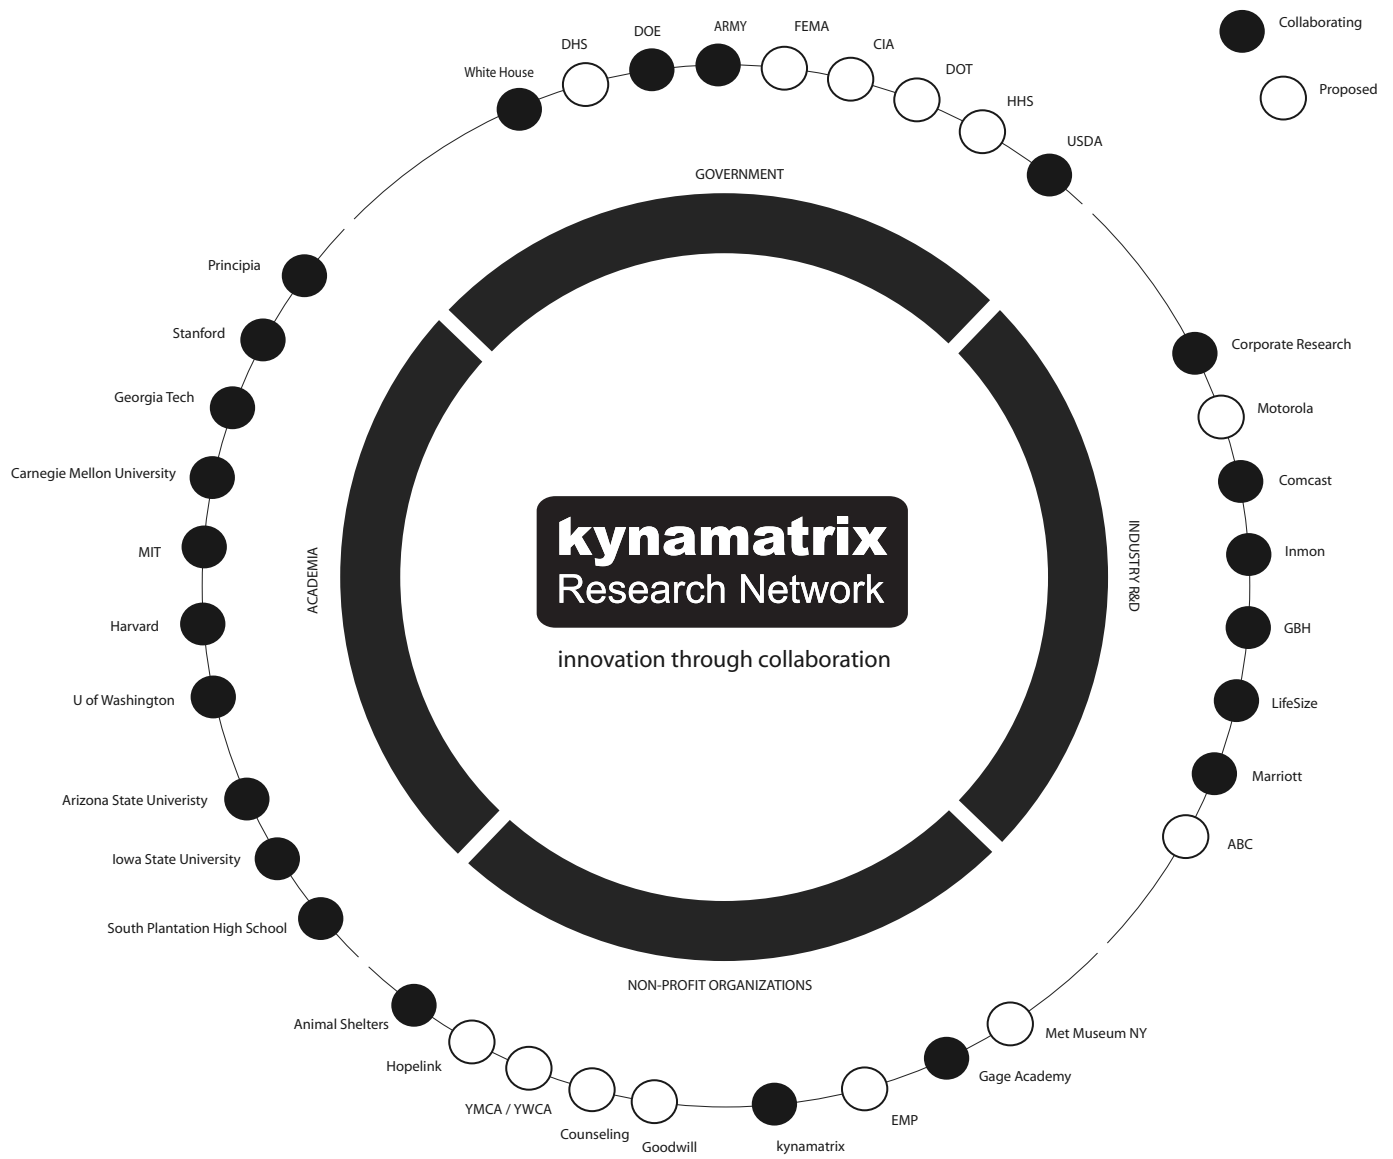 Collaborating
Proposed
White House
DHS
DOE
ARMY
FEMA
CIA
DOT
HHS
USDA
GOVERNMENT
Principia
Stanford
Georgia Tech
Carnegie Mellon University
MIT
Harvard
U of Washington
Arizona State Univeristy
Iowa State University
South Plantation High School
ACADEMIA
kynamatrix
Research Network
innovation through collaboration
INDUSTRY R&D
Corporate Research
Motorola
Comcast
Inmon
GBH
LifeSize
Marriott
ABC
NON-PROFIT ORGANIZATIONS
Animal Shelters
Hopelink
YMCA / YWCA
Counseling
Goodwill
kynamatrix
EMP
Gage Academy
Met Museum NY